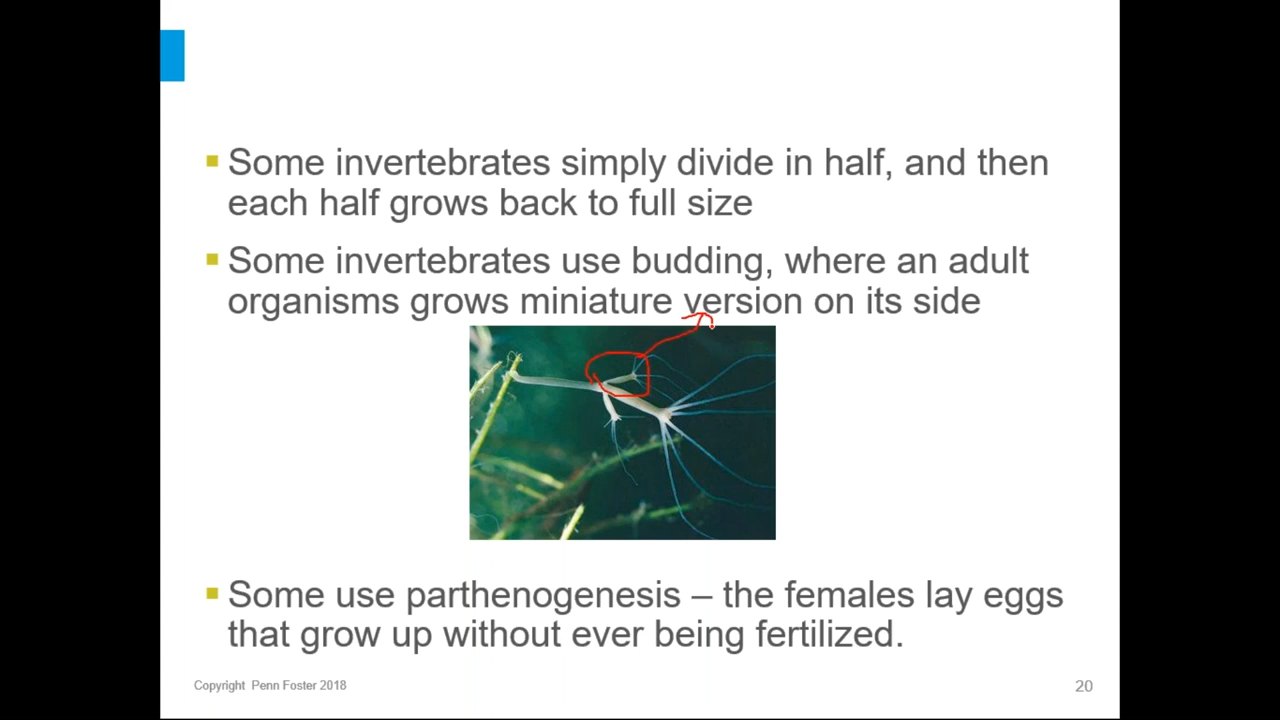 Some invertebrates simply divide in half, and then
each half grows back to full size
Some invertebrates use budding, where an adult
organisms grows miniature version on its side
Some use parthenogenesis – the females lay eggs
that grow up without ever being fertilized.
Copyright Penn Foster 2018
20